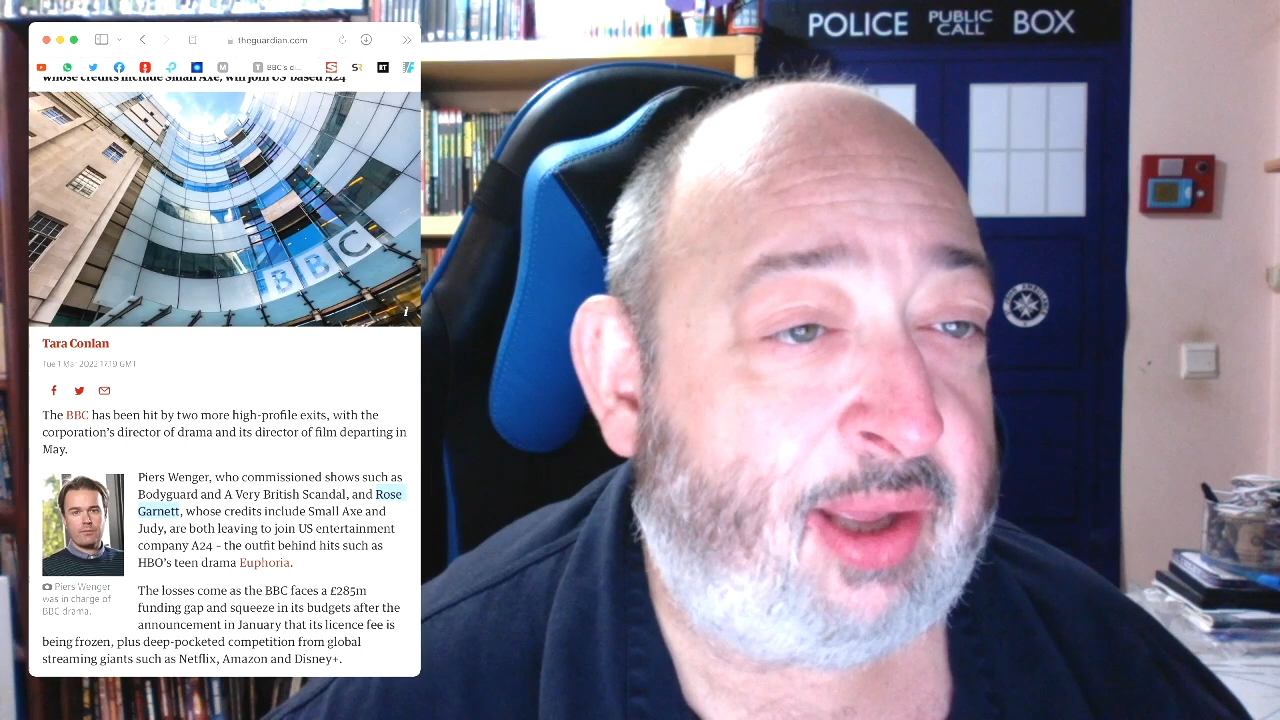 theguardian.com
M
T BBC's d...
S
whose credits include Small Axe, will join US-based A24
BBC
i
Tara Conlan
Tue 1 Mar 2022 17.19 GMT
The BBC has been hit by two more high-profile exits, with the
corporation's director of drama and its director of film departing in
May.
Piers Wenger, who commissioned shows such as
Bodyguard and A Very British Scandal, and Rose
Garnett, whose credits include Small Axe and
Judy, are both leaving to join US entertainment
company A24 – the outfit behind hits such as
HBO's teen drama Euphoria.
Piers Wenger
was in charge of
BBC drama.
The losses come as the BBC faces a £285m
funding gap and squeeze in its budgets after the
announcement in January that its licence fee is
being frozen, plus deep-pocketed competition from global
streaming giants such as Netflix, Amazon and Disney+.
POLICE PUBLIC CALL BOX